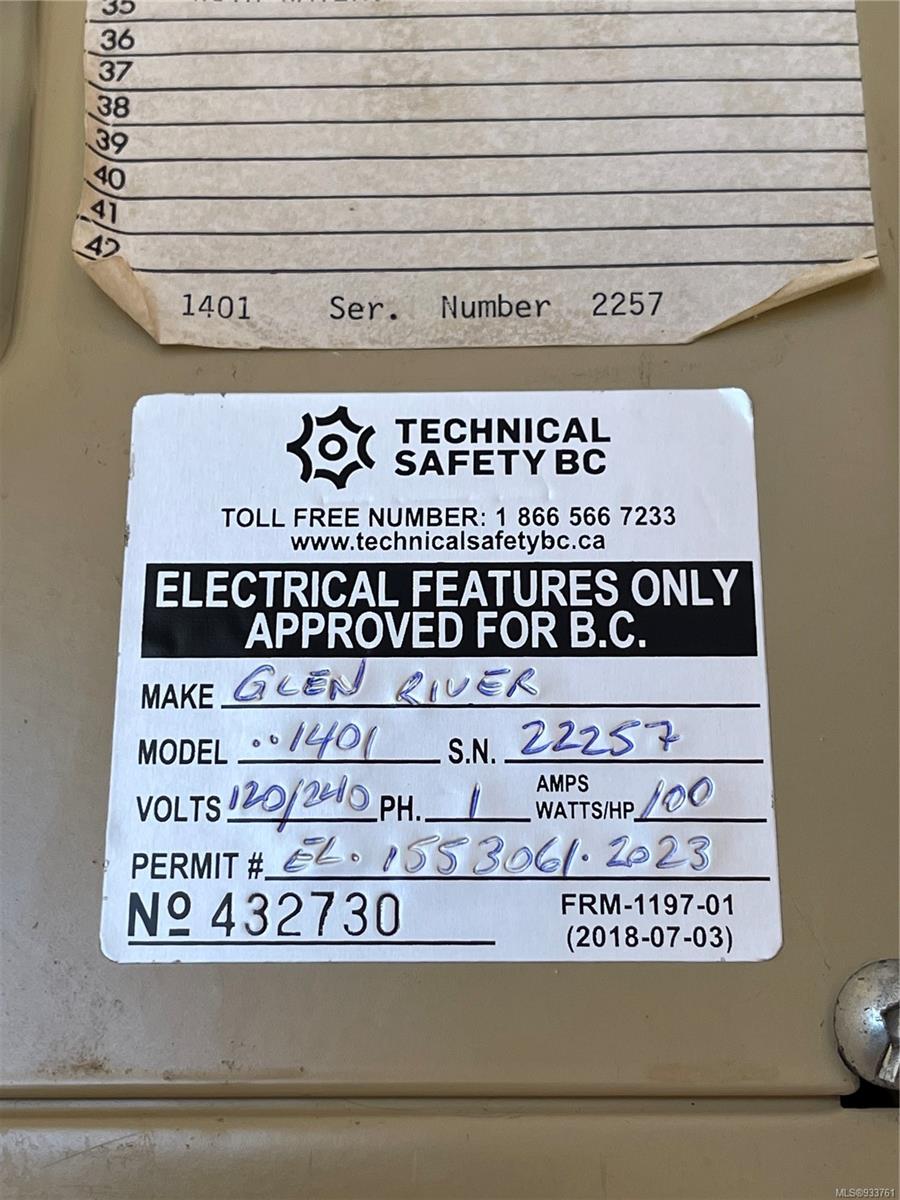 35
36
37
38
39
40
41
42
1401 Ser. Number 2257
TECHNICAL
SAFETY BC
TOLL FREE NUMBER: 1 866 566 7233
www.technicalsafetybc.ca
ELECTRICAL FEATURES ONLY
APPROVED FOR B.C.
MAKE GLEN RIVER
MODEL ..1401 S.N. 22257
VOLTS 120/240 PH. 1 AMPS WATTS/HP 100
PERMIT # EL. 1553061.2023
Nº 432730 FRM-1197-01
(2018-07-03)
MLS®933761